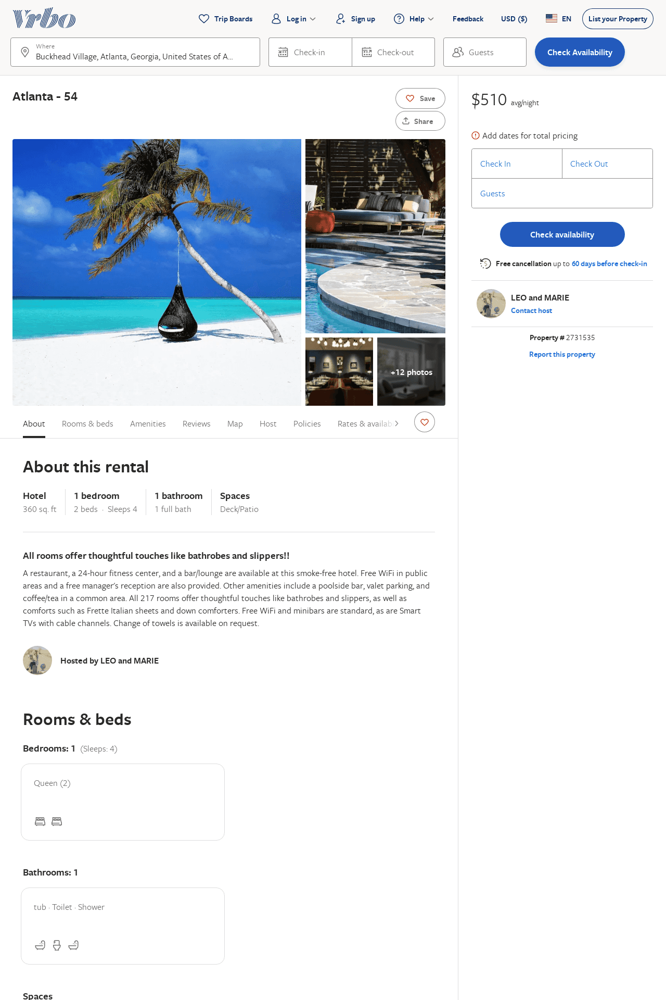 Vrbo
Trip Boards
Log in
Sign up
Help
Feedback
USD ($)
EN
List your Property
Where
Buckhead Village, Atlanta, Georgia, United States of A...
Check-in
Check-out
Guests
Check Availability
Atlanta - 54
Save
Share
+12 photos
$510 avg/night
Add dates for total pricing
Check In
Check Out
Guests
Check availability
Free cancellation up to 60 days before check-in
LEO and MARIE
Contact host
Property # 2731535
Report this property
About
Rooms & beds
Amenities
Reviews
Map
Host
Policies
Rates & availab
About this rental
Hotel
360 sq. ft
1 bedroom
2 beds · Sleeps 4
1 bathroom
1 full bath
Spaces
Deck/Patio
All rooms offer thoughtful touches like bathrobes and slippers!!
A restaurant, a 24-hour fitness center, and a bar/lounge are available at this smoke-free hotel. Free WiFi in public
areas and a free manager's reception are also provided. Other amenities include a poolside bar, valet parking, and
coffee/tea in a common area. All 217 rooms offer thoughtful touches like bathrobes and slippers, as well as
comforts such as Frette Italian sheets and down comforters. Free WiFi and minibars are standard, as are Smart
TVs with cable channels. Change of towels is available on request.
Hosted by LEO and MARIE
Rooms & beds
Bedrooms: 1 (Sleeps: 4)
Queen (2)
Bathrooms: 1
tub · Toilet · Shower
Spaces